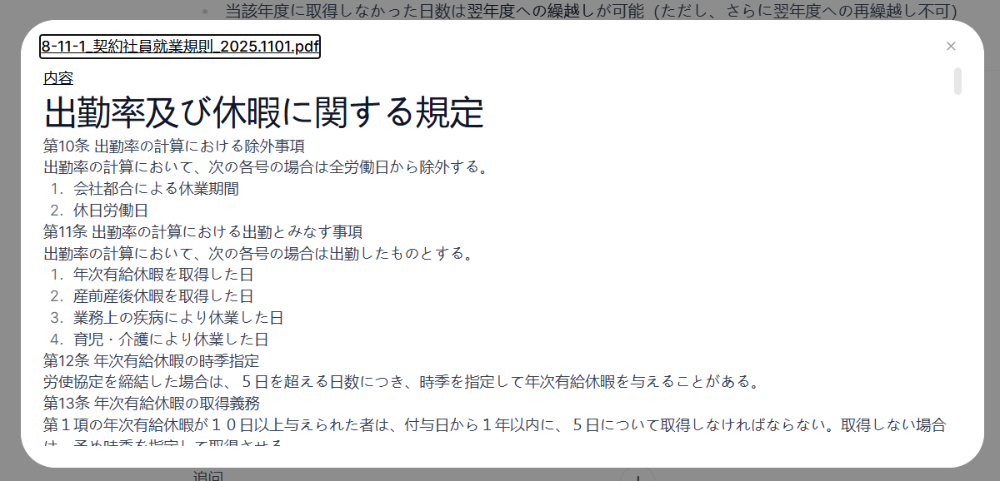 当該年度に取得しなかった日数は翌年度への繰越しが可能（ただし、さらに翌年度への再繰越し不可）
8-11-1_契約社員就業規則_2025.1101.pdf
×
内容
出勤率及び休暇に関する規定
第10条 出勤率の計算における除外事項
出勤率の計算において、次の各号の場合は全労働日から除外する。
1. 会社都合による休業期間
2. 休日労働日
第11条 出勤率の計算における出勤とみなす事項
出勤率の計算において、次の各号の場合は出勤したものとする。
1. 年次有給休暇を取得した日
2. 産前産後休暇を取得した日
3. 業務上の疾病により休業した日
4. 育児・介護により休業した日
第12条 年次有給休暇の時季指定
労使協定を締結した場合は、５日を超える日数につき、時季を指定して年次有給休暇を与えることがある。
第13条 年次有給休暇の取得義務
第１項の年次有給休暇が１０日以上与えられた者は、付与日から１年以内に、５日について取得しなければならない。取得しない場合
は、予め時季を指定して取得させる
追问